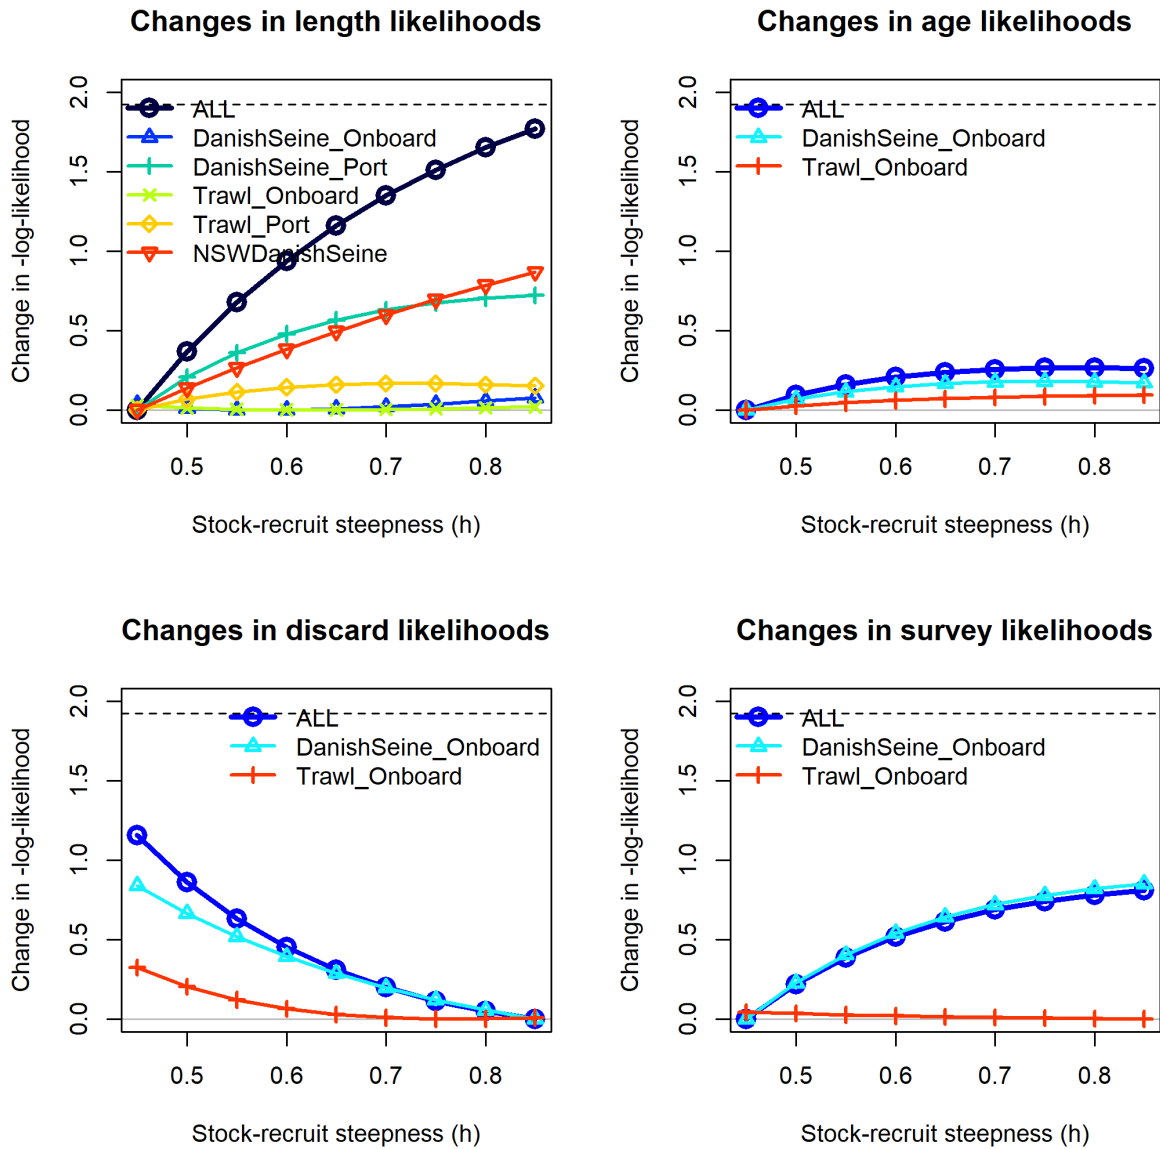 Changes in length likelihoods
Change in -log-likelihood
0.0 0.5 1.0 1.5 2.0
ALL
DanishSeine_Onboard
DanishSeine_Port
Trawl_Onboard
Trawl_Port
NSWDanishSeine
0.5 0.6 0.7 0.8
Stock-recruit steepness (h)
Changes in age likelihoods
Change in -log-likelihood
0.0 0.5 1.0 1.5 2.0
ALL
DanishSeine_Onboard
Trawl_Onboard
0.5 0.6 0.7 0.8
Stock-recruit steepness (h)
Changes in discard likelihoods
Change in -log-likelihood
0.0 0.5 1.0 1.5 2.0
ALL
DanishSeine_Onboard
Trawl_Onboard
0.5 0.6 0.7 0.8
Stock-recruit steepness (h)
Changes in survey likelihoods
Change in -log-likelihood
0.0 0.5 1.0 1.5 2.0
ALL
DanishSeine_Onboard
Trawl_Onboard
0.5 0.6 0.7 0.8
Stock-recruit steepness (h)